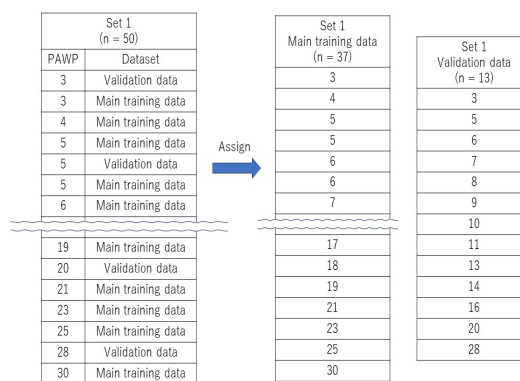 Set 1
(n = 50)
PAWP Dataset
3 Validation data
3 Main training data
4 Main training data
5 Main training data
5 Validation data
5 Main training data
6 Main training data
19 Main training data
20 Validation data
21 Main training data
23 Main training data
25 Main training data
28 Validation data
30 Main training data
Assign
Set 1
Main training data
(n = 37)
3
4
5
5
6
6
7
17
18
19
21
23
25
30
Set 1
Validation data
(n = 13)
3
5
6
7
8
9
10
11
13
14
16
20
28